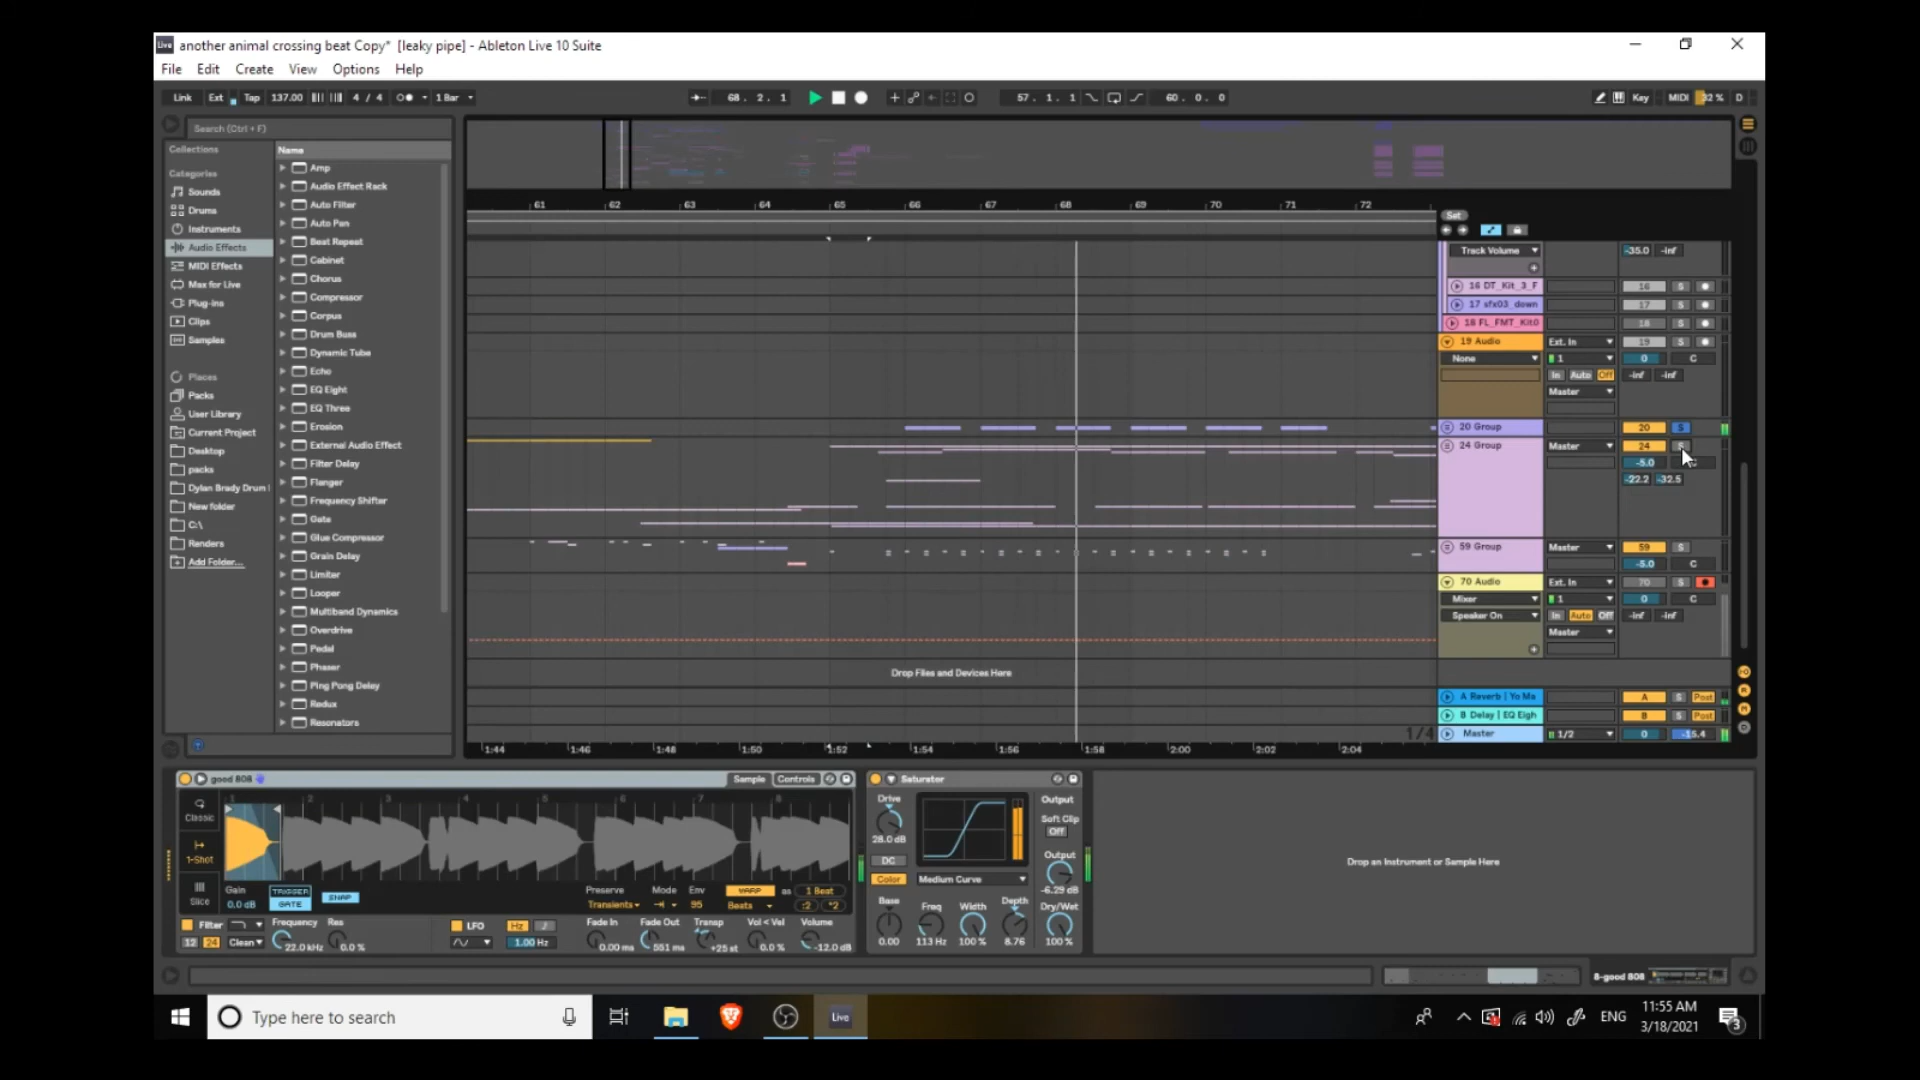 another animal crossing beat Copy* [leaky pipe] - Ableton Live 10 Suite
File Edit Create View Options Help
Link Ext Tap 137.00 4 / 4 1 Bar 68. 2. 1 57. 1. 1 60. 0. 0 Key MIDI 32 % D
Search (Ctrl + F)
Collections
Categories
Sounds
Drums
Instruments
Audio Effects
MIDI Effects
Max for Live
Plug-ins
Clips
Samples
Places
Packs
User Library
Current Project
Desktop
packs
Dylan Brady Drum
New folder
C:\
Renders
Add Folder...
Name
Amp
Audio Effect Rack
Auto Filter
Auto Pan
Beat Repeat
Cabinet
Chorus
Compressor
Corpus
Drum Buss
Dynamic Tube
Echo
EQ Eight
EQ Three
Erosion
External Audio Effect
Filter Delay
Flanger
Frequency Shifter
Gate
Glue Compressor
Grain Delay
Limiter
Looper
Multiband Dynamics
Overdrive
Pedal
Phaser
Ping Pong Delay
Redux
Resonators
61 62 63 64 65 66 67 68 69 70 71 72
Set
Track Volume -35.0 -inf
16 DT_Kit_3_F 16 S
17 sfx03_down 17 S
18 FL_FMT_Kit0 18 S
19 Audio Ext. In 19 S
None 1 0 C
In Auto Off -inf -inf
Master
20 Group 20 S
24 Group Master 24 S
-5.0 C
-22.2 -32.5
59 Group Master 59 S
-5.0 C
70 Audio Ext. In 70 S
Mixer 1 0 C
Speaker On In Auto Off -inf -inf
Master
Drop Files and Devices Here
A Reverb | Yo Ma A S Post
B Delay | EQ Eigh B S Post
1/4 Master 1/2 0 -15.4
1:44 1:46 1:48 1:50 1:52 1:54 1:56 1:58 2:00 2:02 2:04
good 808 Sample Controls
1 2 3 4 5 6 7 8
Classic
1-Shot
Slice
Gain TRIGGER SNAP Preserve Mode Env WARP as 1 Beat
0.0 dB GATE Transients 95 Beats :2 *2
Filter Frequency Res LFO Hz Fade In Fade Out Transp Vol < Vel Volume
12 24 Clean 22.0 kHz 0.0 % 1.00 Hz 0.00 ms 551 ms +25 st 0.0 % -12.0 dB
Saturator
Drive Output
28.0 dB Soft Clip
Off
DC Output
Color Medium Curve -6.29 dB
Base Freq Width Depth Dry/Wet
0.00 113 Hz 100 % 8.76 100 %
Drop an Instrument or Sample Here
8-good 808
Type here to search
Live
ENG
11:55 AM
3/18/2021
3